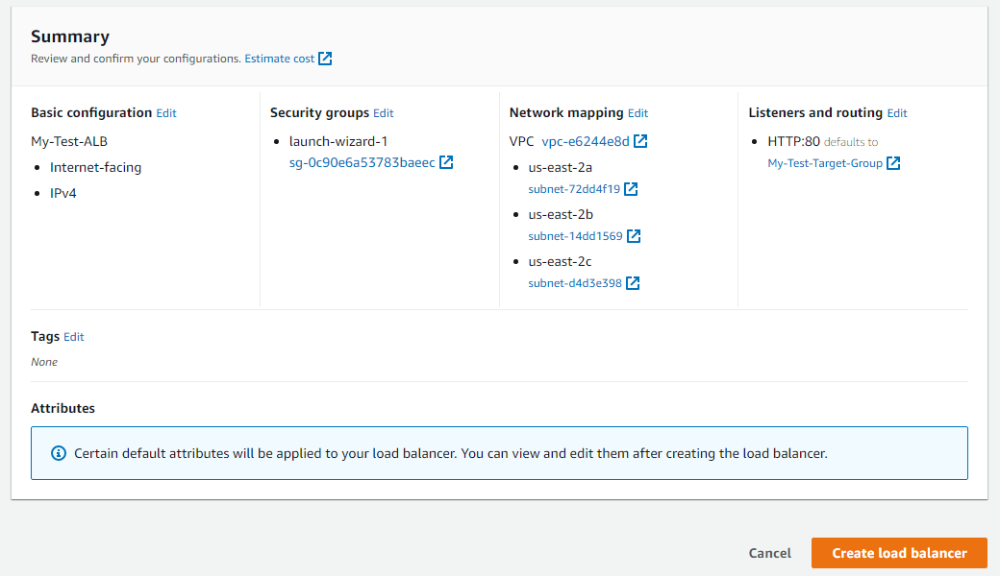 Summary
Review and confirm your configurations. Estimate cost
Basic configuration Edit
My-Test-ALB
Internet-facing
IPv4
Security groups Edit
launch-wizard-1
sg-0c90e6a53783baeec
Network mapping Edit
VPC vpc-e6244e8d
us-east-2a
subnet-72dd4f19
us-east-2b
subnet-14dd1569
us-east-2c
subnet-d4d3e398
Listeners and routing Edit
HTTP:80 defaults to
My-Test-Target-Group
Tags Edit
None
Attributes
Certain default attributes will be applied to your load balancer. You can view and edit them after creating the load balancer.
Cancel
Create load balancer